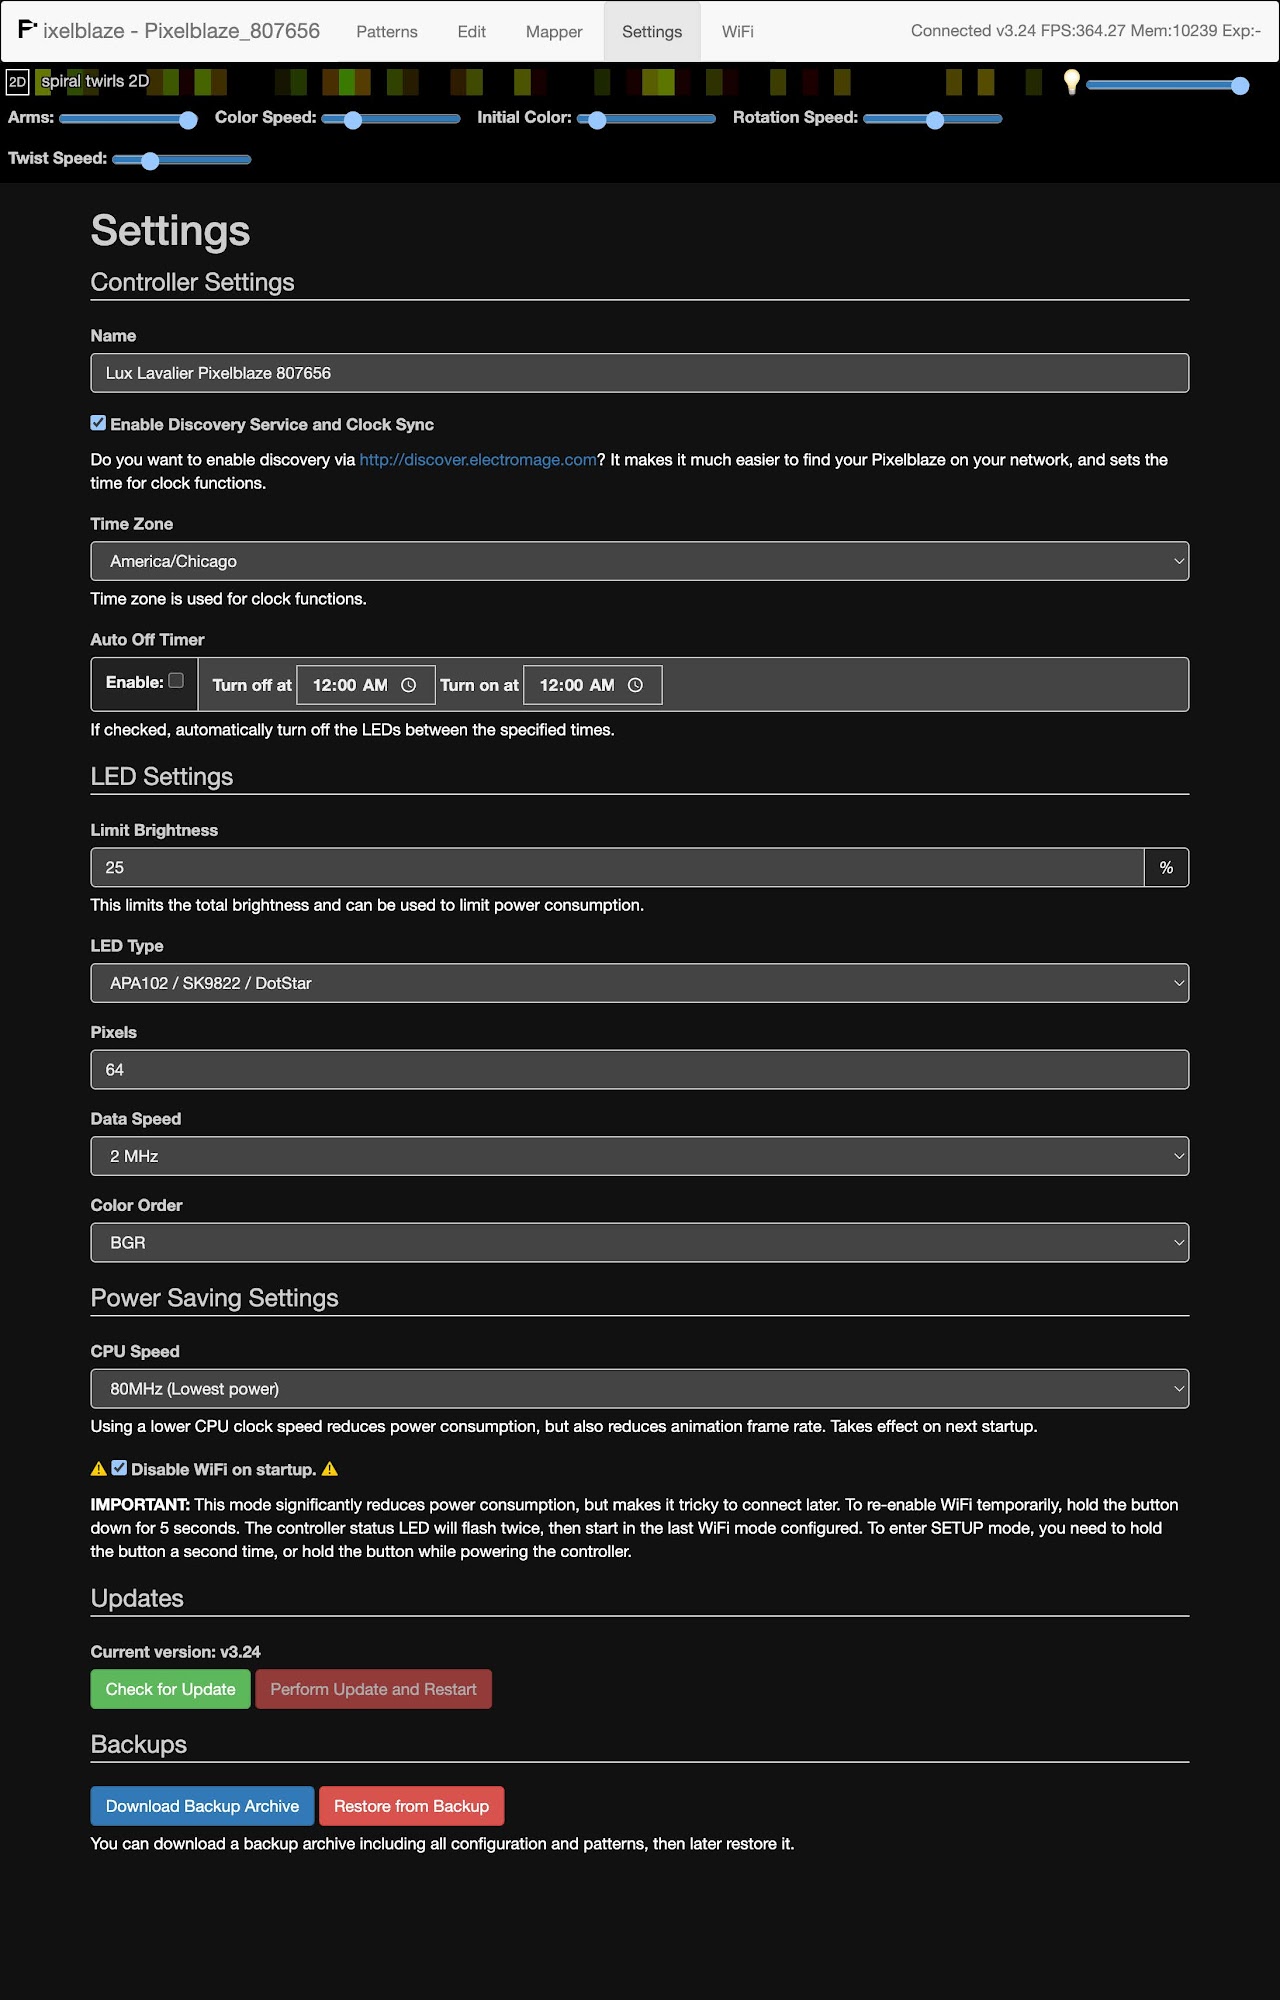 Pixelblaze - Pixelblaze_807656 Patterns Edit Mapper Settings WiFi Connected v3.24 FPS:364.27 Mem:10239 Exp:-
2D spiral twirls 2D
Arms: Color Speed: Initial Color: Rotation Speed:
Twist Speed:
Settings
Controller Settings
Name
Lux Lavalier Pixelblaze 807656
Enable Discovery Service and Clock Sync
Do you want to enable discovery via http://discover.electromage.com? It makes it much easier to find your Pixelblaze on your network, and sets the
time for clock functions.
Time Zone
America/Chicago
Time zone is used for clock functions.
Auto Off Timer
Enable: Turn off at 12:00 AM Turn on at 12:00 AM
If checked, automatically turn off the LEDs between the specified times.
LED Settings
Limit Brightness
25 %
This limits the total brightness and can be used to limit power consumption.
LED Type
APA102 / SK9822 / DotStar
Pixels
64
Data Speed
2 MHz
Color Order
BGR
Power Saving Settings
CPU Speed
80MHz (Lowest power)
Using a lower CPU clock speed reduces power consumption, but also reduces animation frame rate. Takes effect on next startup.
⚠️ Disable WiFi on startup. ⚠️
IMPORTANT: This mode significantly reduces power consumption, but makes it tricky to connect later. To re-enable WiFi temporarily, hold the button
down for 5 seconds. The controller status LED will flash twice, then start in the last WiFi mode configured. To enter SETUP mode, you need to hold
the button a second time, or hold the button while powering the controller.
Updates
Current version: v3.24
Check for Update Perform Update and Restart
Backups
Download Backup Archive Restore from Backup
You can download a backup archive including all configuration and patterns, then later restore it.